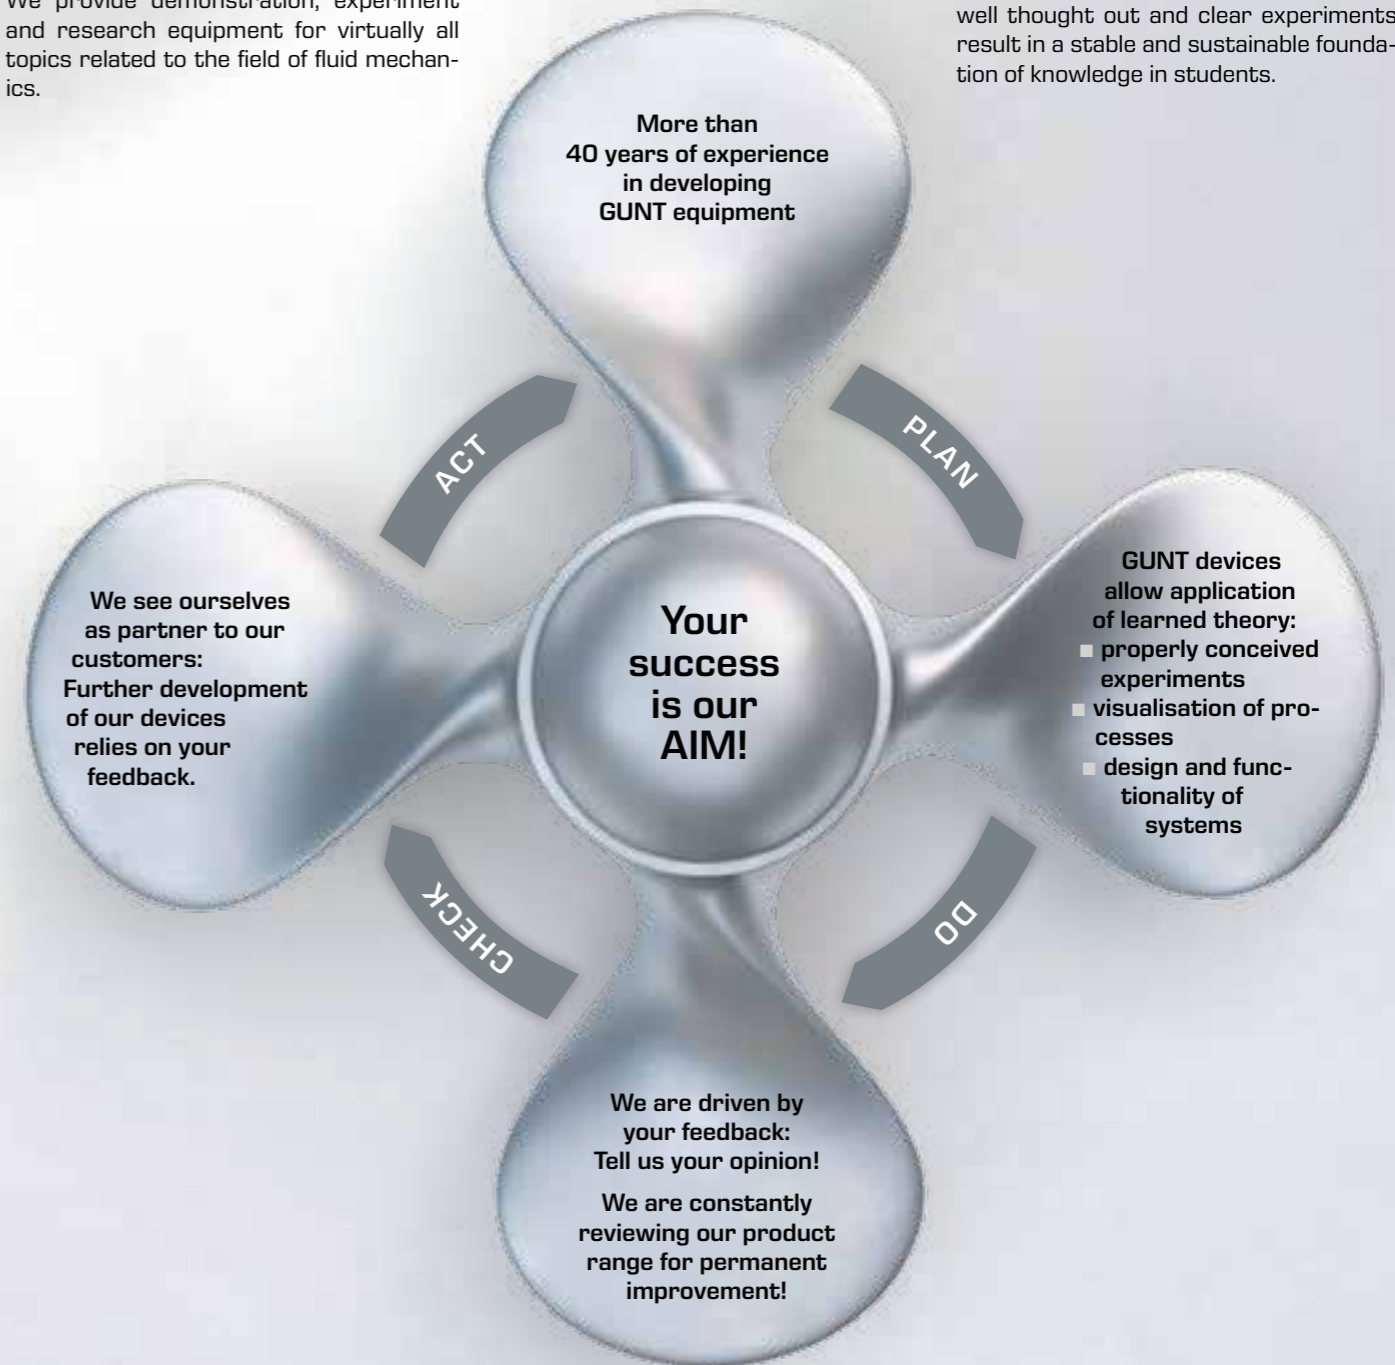 We provide demonstration, experiment
and research equipment for virtually all
topics related to the field of fluid mechan-
ics.
well thought out and clear experiments
result in a stable and sustainable founda-
tion of knowledge in students.
More than
40 years of experience
in developing
GUNT equipment
ACT
PLAN
We see ourselves
as partner to our
customers:
Further development
of our devices
relies on your
feedback.
Your
success
is our
AIM!
GUNT devices
allow application
of learned theory:
■ properly conceived
experiments
■ visualisation of pro-
cesses
■ design and func-
tionality of
systems
CHECK
DO
We are driven by
your feedback:
Tell us your opinion!
We are constantly
reviewing our product
range for permanent
improvement!